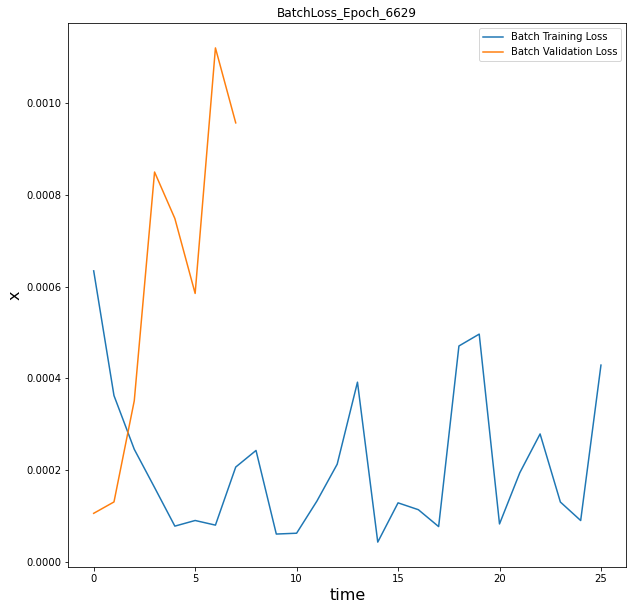 BatchLoss_Epoch_6629
Batch Training Loss
Batch Validation Loss
0.0010
0.0008
0.0006
0.0004
0.0002
0.0000
x
0 5 10 15 20 25
time